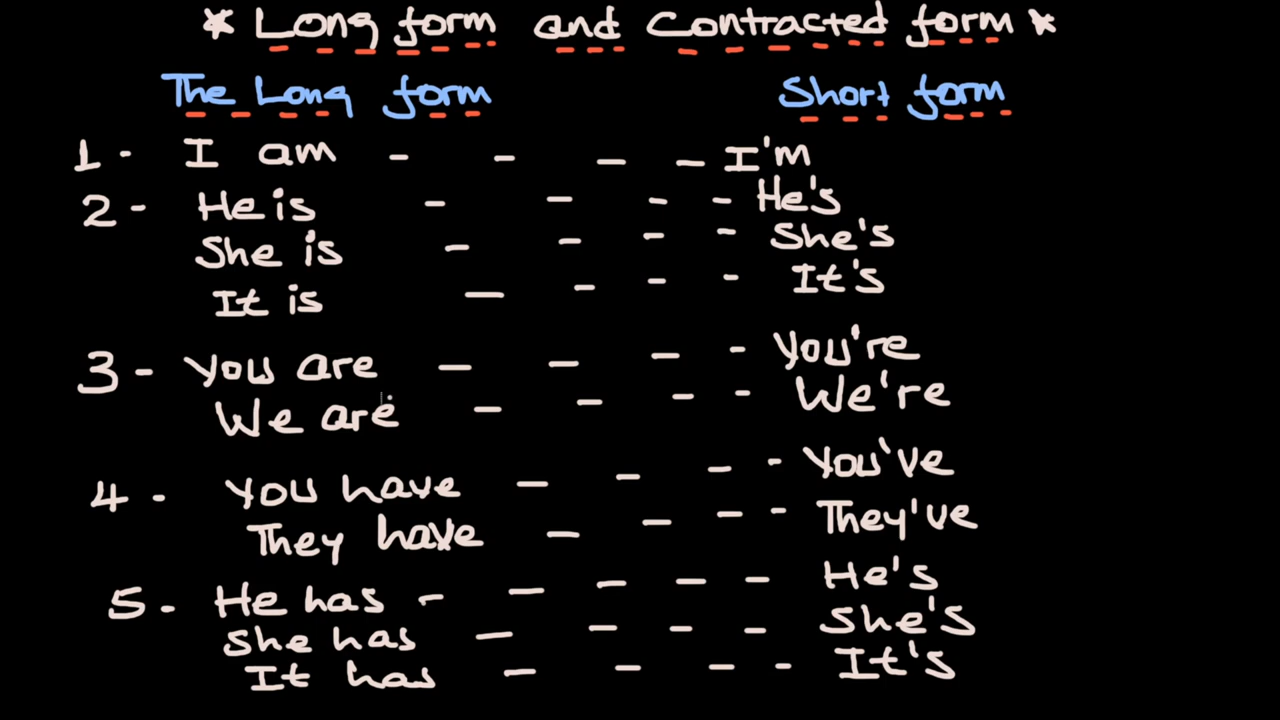 * Long form and Contracted form *
The Long form Short form
1- I am - - - - I'm
2- He is - - - - He's
She is - - - - She's
It is - - - - It's
3- You are - - - - You're
We are - - - - We're
4- You have - - - - You've
They have - - - - They've
5- He has - - - - - He's
She has - - - - She's
It has - - - - It's